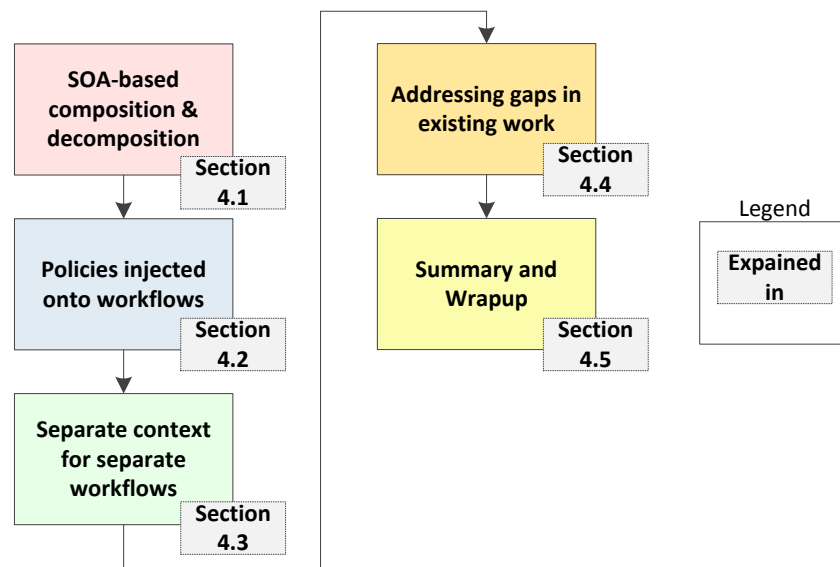 SOA-based
composition &
decomposition
Section
4.1
Policies injected
onto workflows
Section
4.2
Separate context
for separate
workflows
Section
4.3
Addressing gaps in
existing work
Section
4.4
Summary and
Wrapup
Section
4.5
Legend
Expained
in